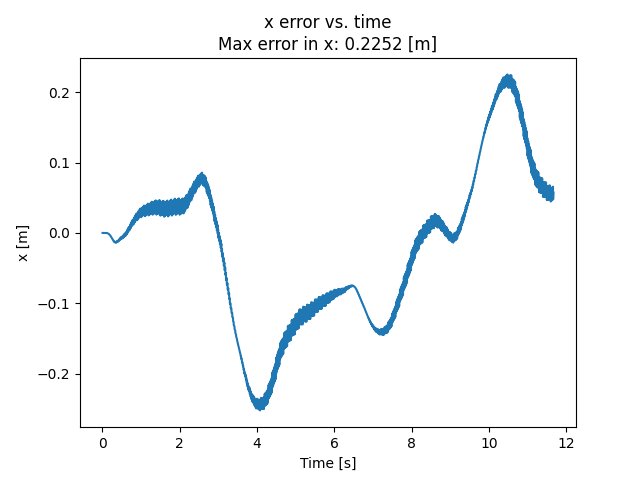 x error vs. time
Max error in x: 0.2252 [m]
0.2
0.1
0.0
−0.1
−0.2
x [m]
0 2 4 6 8 10 12
Time [s]